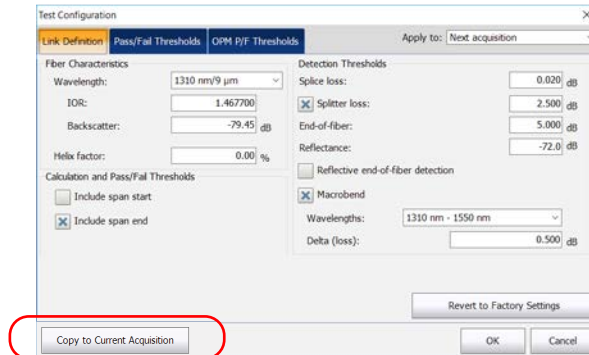 Test Configuration
Link Definition Pass/Fail Thresholds OPM P/F Thresholds Apply to: Next acquisition
Fiber Characteristics
Wavelength: 1310 nm/9 µm
IOR: 1.467700
Backscatter: -79.45 dB
Helix factor: 0.00 %
Calculation and Pass/Fail Thresholds
Include span start
Include span end
Detection Thresholds
Splice loss: 0.020 dB
Splitter loss: 2.500 dB
End-of-fiber: 5.000 dB
Reflectance: -72.0 dB
Reflective end-of-fiber detection
Macrobend
Wavelengths: 1310 nm - 1550 nm
Delta (loss): 0.500 dB
Revert to Factory Settings
Copy to Current Acquisition OK Cancel